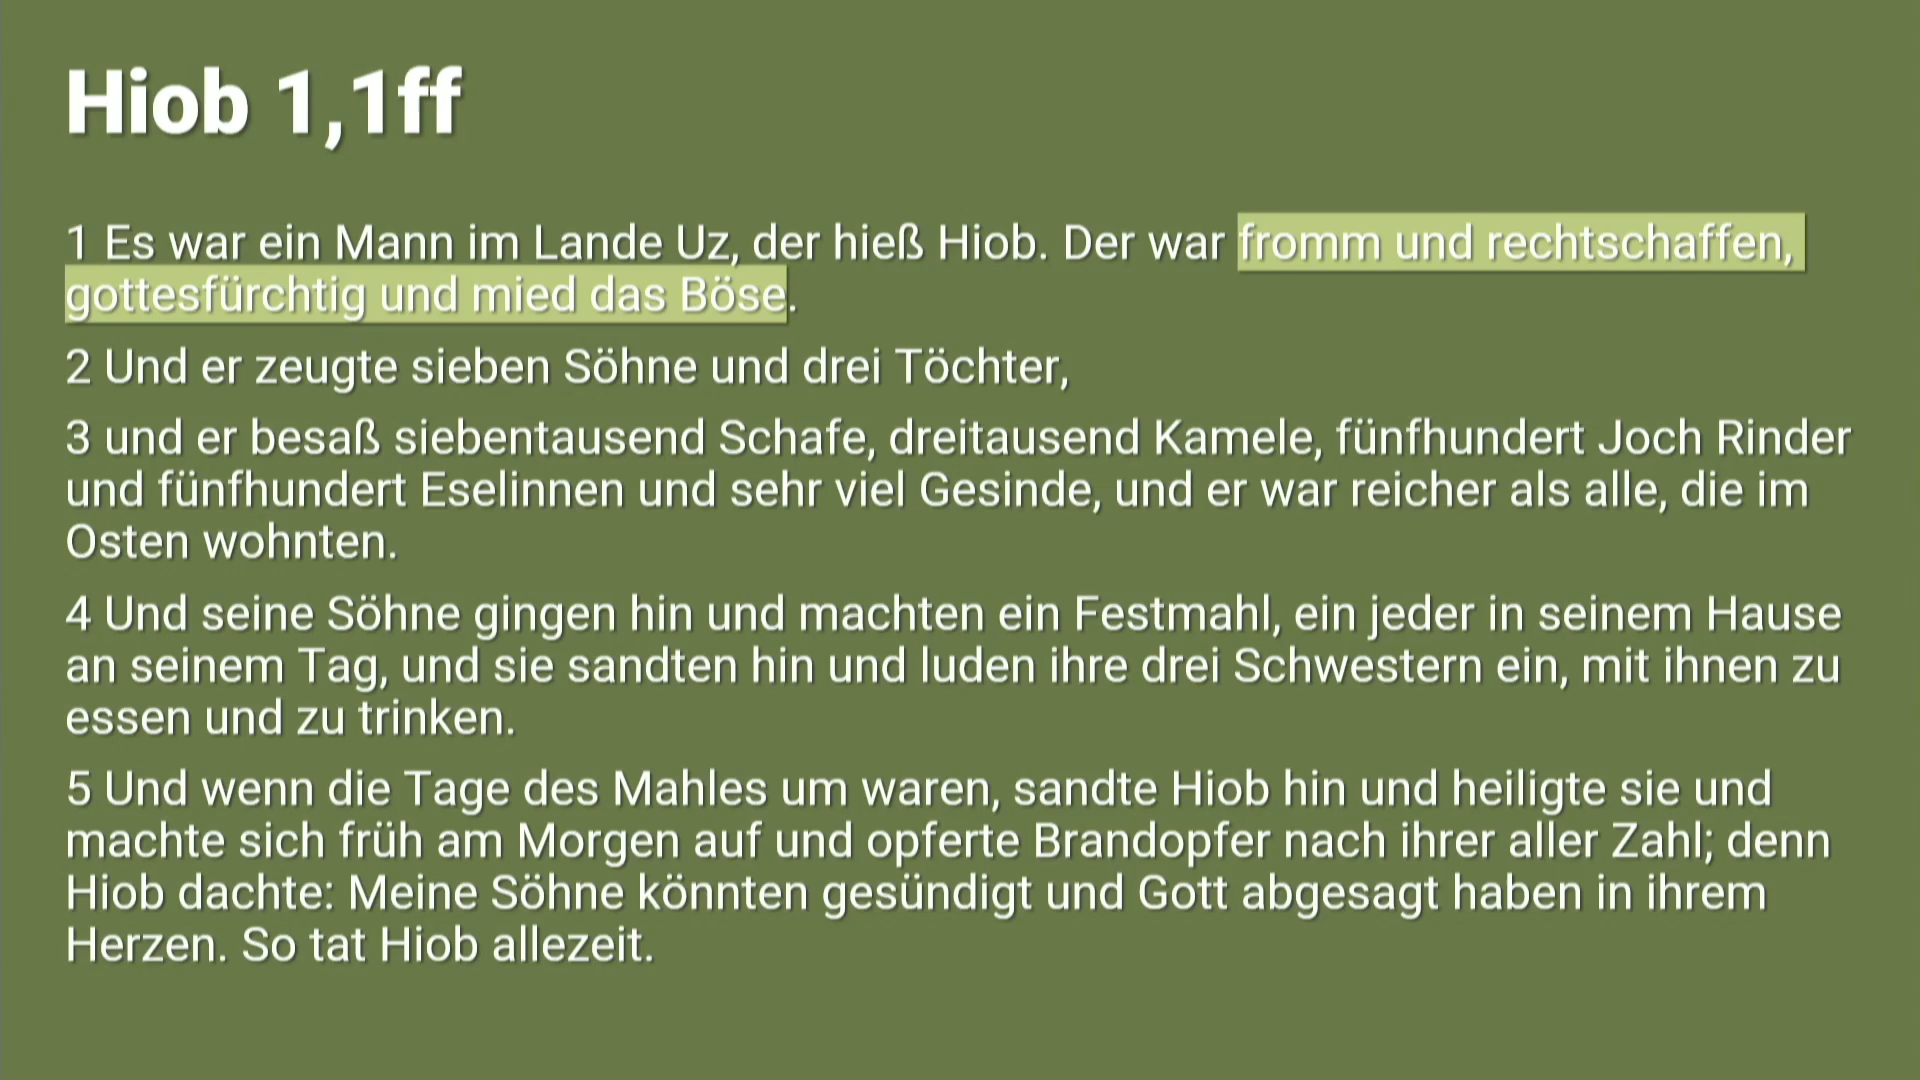 Hiob 1,1ff
1 Es war ein Mann im Lande Uz, der hieß Hiob. Der war fromm und rechtschaffen,
gottesfürchtig und mied das Böse.
2 Und er zeugte sieben Söhne und drei Töchter,
3 und er besaß siebentausend Schafe, dreitausend Kamele, fünfhundert Joch Rinder
und fünfhundert Eselinnen und sehr viel Gesinde, und er war reicher als alle, die im
Osten wohnten.
4 Und seine Söhne gingen hin und machten ein Festmahl, ein jeder in seinem Hause
an seinem Tag, und sie sandten hin und luden ihre drei Schwestern ein, mit ihnen zu
essen und zu trinken.
5 Und wenn die Tage des Mahles um waren, sandte Hiob hin und heiligte sie und
machte sich früh am Morgen auf und opferte Brandopfer nach ihrer aller Zahl; denn
Hiob dachte: Meine Söhne könnten gesündigt und Gott abgesagt haben in ihrem
Herzen. So tat Hiob allezeit.